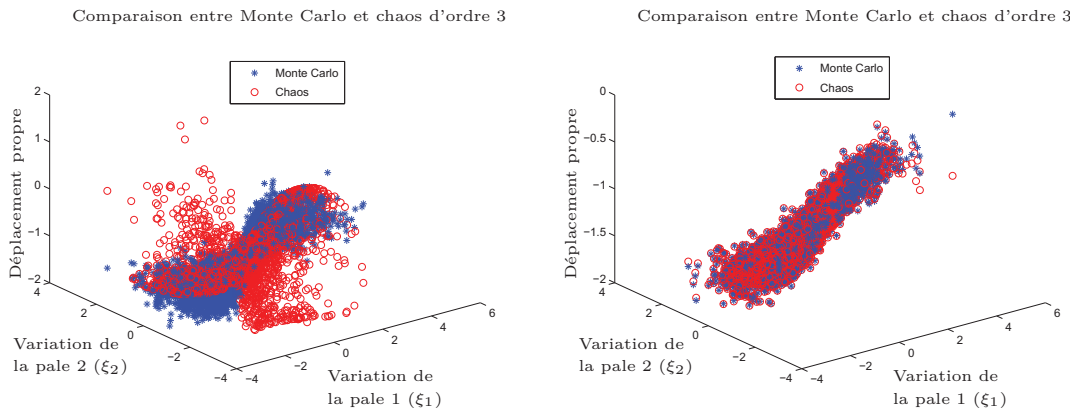 Comparaison entre Monte Carlo et chaos d'ordre 3
Monte Carlo
Chaos
Déplacement propre
2
1
0
−1
−2
4
2
0
−2
−4
−4
−2
0
2
4
6
Variation de
la pale 2 (ξ2)
Variation de
la pale 1 (ξ1)
Comparaison entre Monte Carlo et chaos d'ordre 3
Monte Carlo
Chaos
Déplacement propre
0
−0.5
−1
−1.5
−2
4
2
0
−2
−4
−4
−2
0
2
4
6
Variation de
la pale 2 (ξ2)
Variation de
la pale 1 (ξ1)